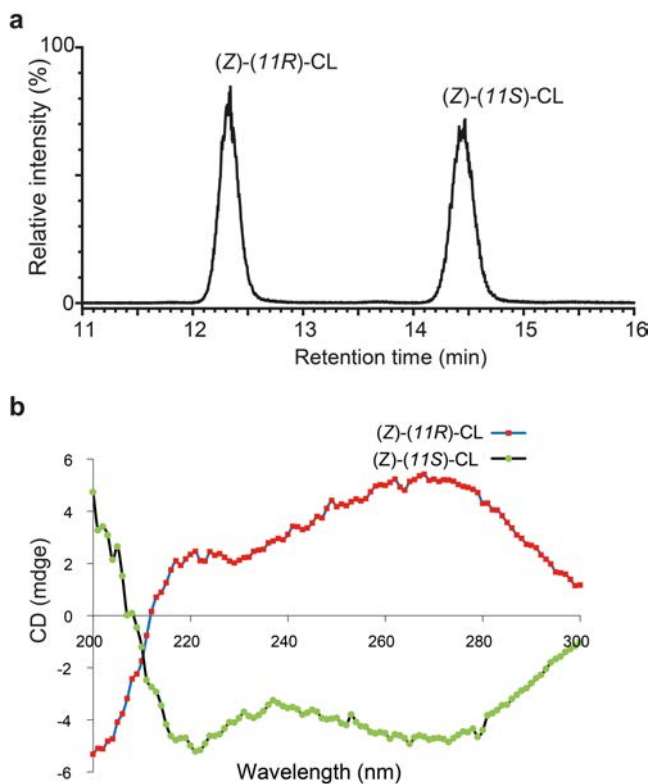 a
100
(Z)-(11R)-CL
(Z)-(11S)-CL
Relative intensity (%)
0
11 12 13 14 15 16
Retention time (min)
b
(Z)-(11R)-CL
(Z)-(11S)-CL
6
4
2
0
-2
-4
-6
CD (mdge)
200 220 240 260 280 300
Wavelength (nm)